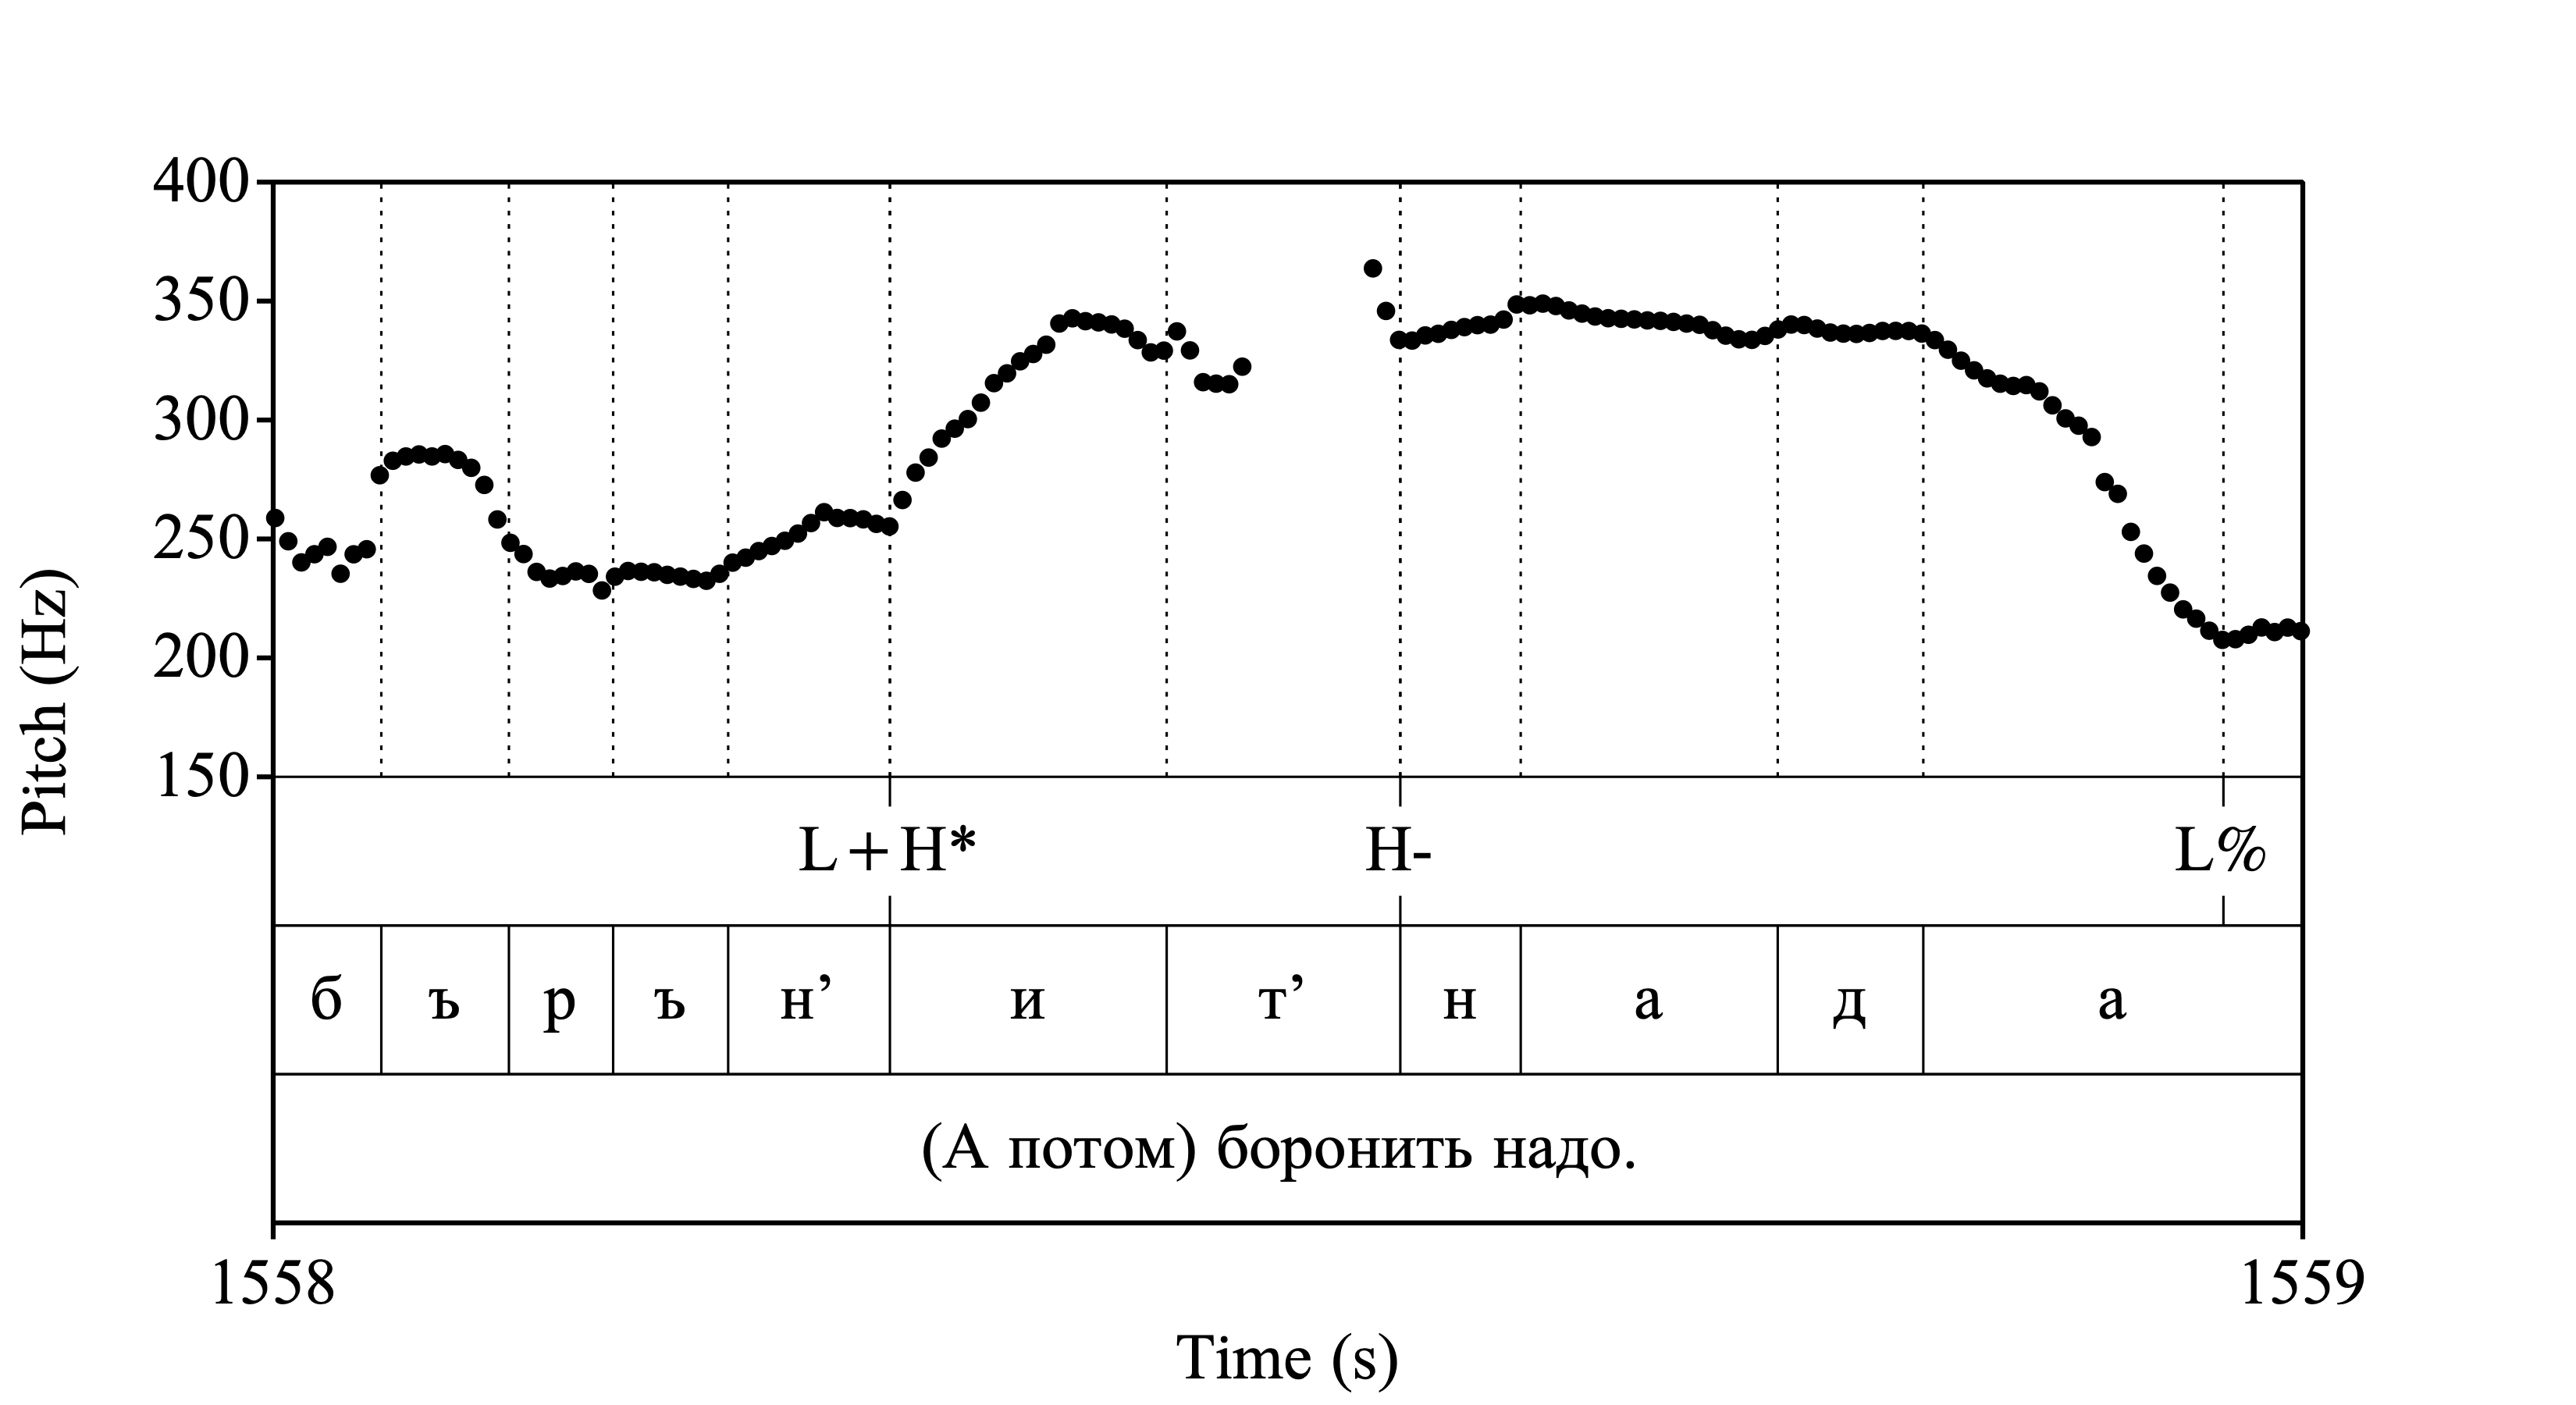 400
350
300
250
200
150
Pitch (Hz)
L+H* H- L%
б ъ р ъ н’ и т’ н а д а
(А потом) боронить надо.
1558 1559
Time (s)